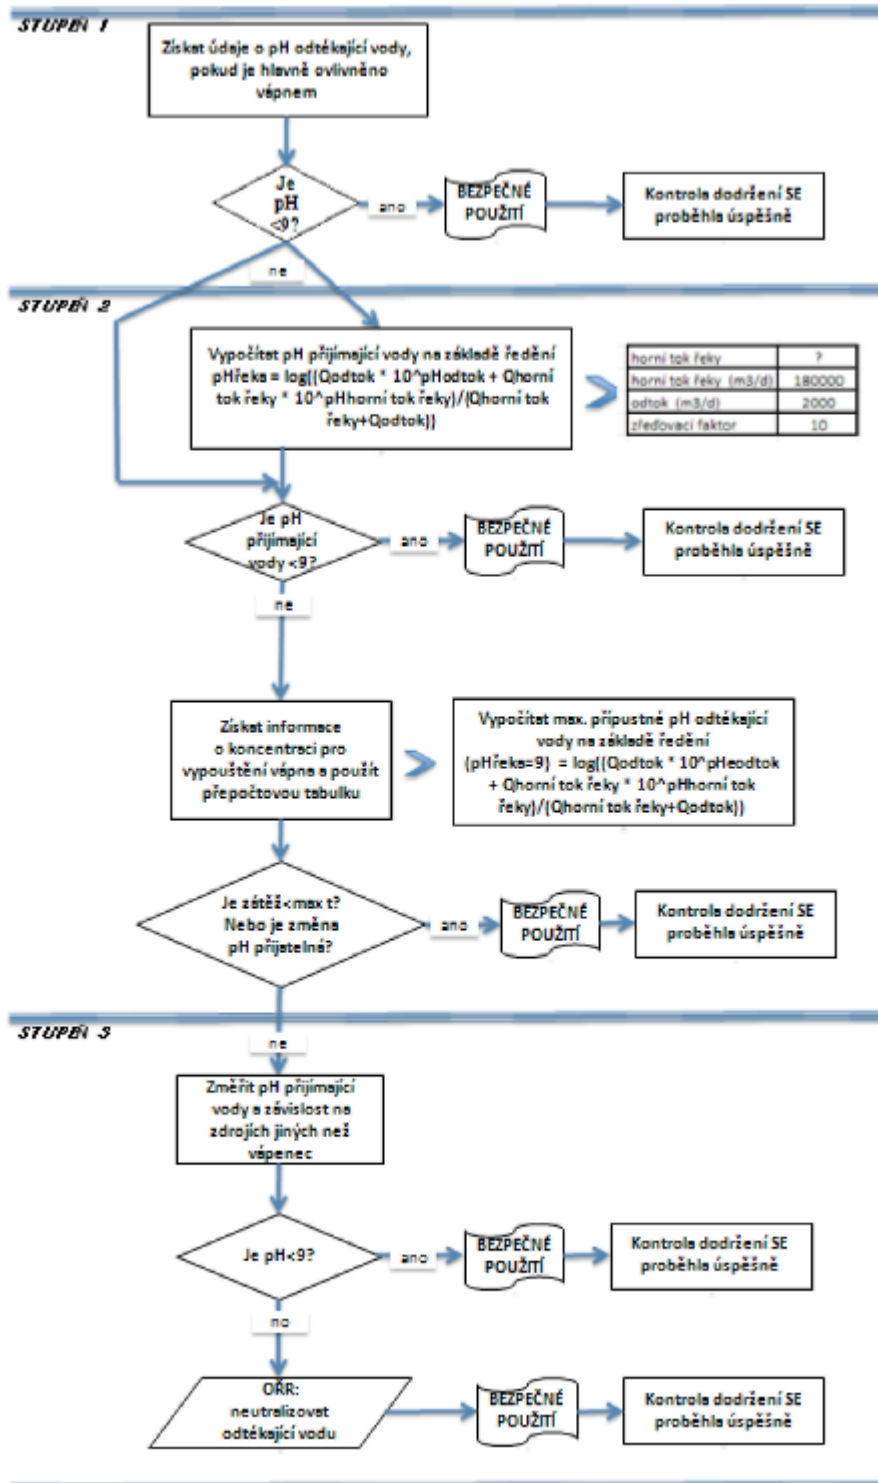 STUPEŇ 1
Získat údaje o pH odtékající vody,
pokud je hlavně ovlivněno
vápnem
Je
pH
<9?
ano
BEZPEČNÉ
POUŽITÍ
Kontrola dodržení SE
proběhla úspěšně
ne
STUPEŇ 2
Vypočítat pH přijímající vody na základě ředění
pHřeka = log((Qodtok * 10^pHodtok + Qhorní
tok řeky * 10^pHhorní tok řeky)/(Qhorní tok
řeky+Qodtok))
horní tok řeky ?
horní tok řeky (m3/d) 180000
odtok (m3/d) 2000
zřeďovací faktor 10
Je pH
přijímající
vody <9?
ano
BEZPEČNÉ
POUŽITÍ
Kontrola dodržení SE
proběhla úspěšně
ne
Získat informace
o koncentraci pro
vypouštění vápna a použít
přepočtovou tabulku
Vypočítat max. přípustné pH odtékající
vody na základě ředění
(pHřeka=9) = log((Qodtok * 10^pHeodtok
+ Qhorní tok řeky * 10^pHhorní tok
řeky)/(Qhorní tok řeky+Qodtok))
Je zátěž<max t?
Nebo je změna
pH přijatelná?
ano
BEZPEČNÉ
POUŽITÍ
Kontrola dodržení SE
proběhla úspěšně
STUPEŇ 3
ne
Změřit pH přijímající
vody a závislost na
zdrojích jiných než
vápenec
Je pH<9?
ano
BEZPEČNÉ
POUŽITÍ
Kontrola dodržení SE
proběhla úspěšně
no
OŘR:
neutralizovat
odtékající vodu
BEZPEČNÉ
POUŽITÍ
Kontrola dodržení SE
proběhla úspěšně